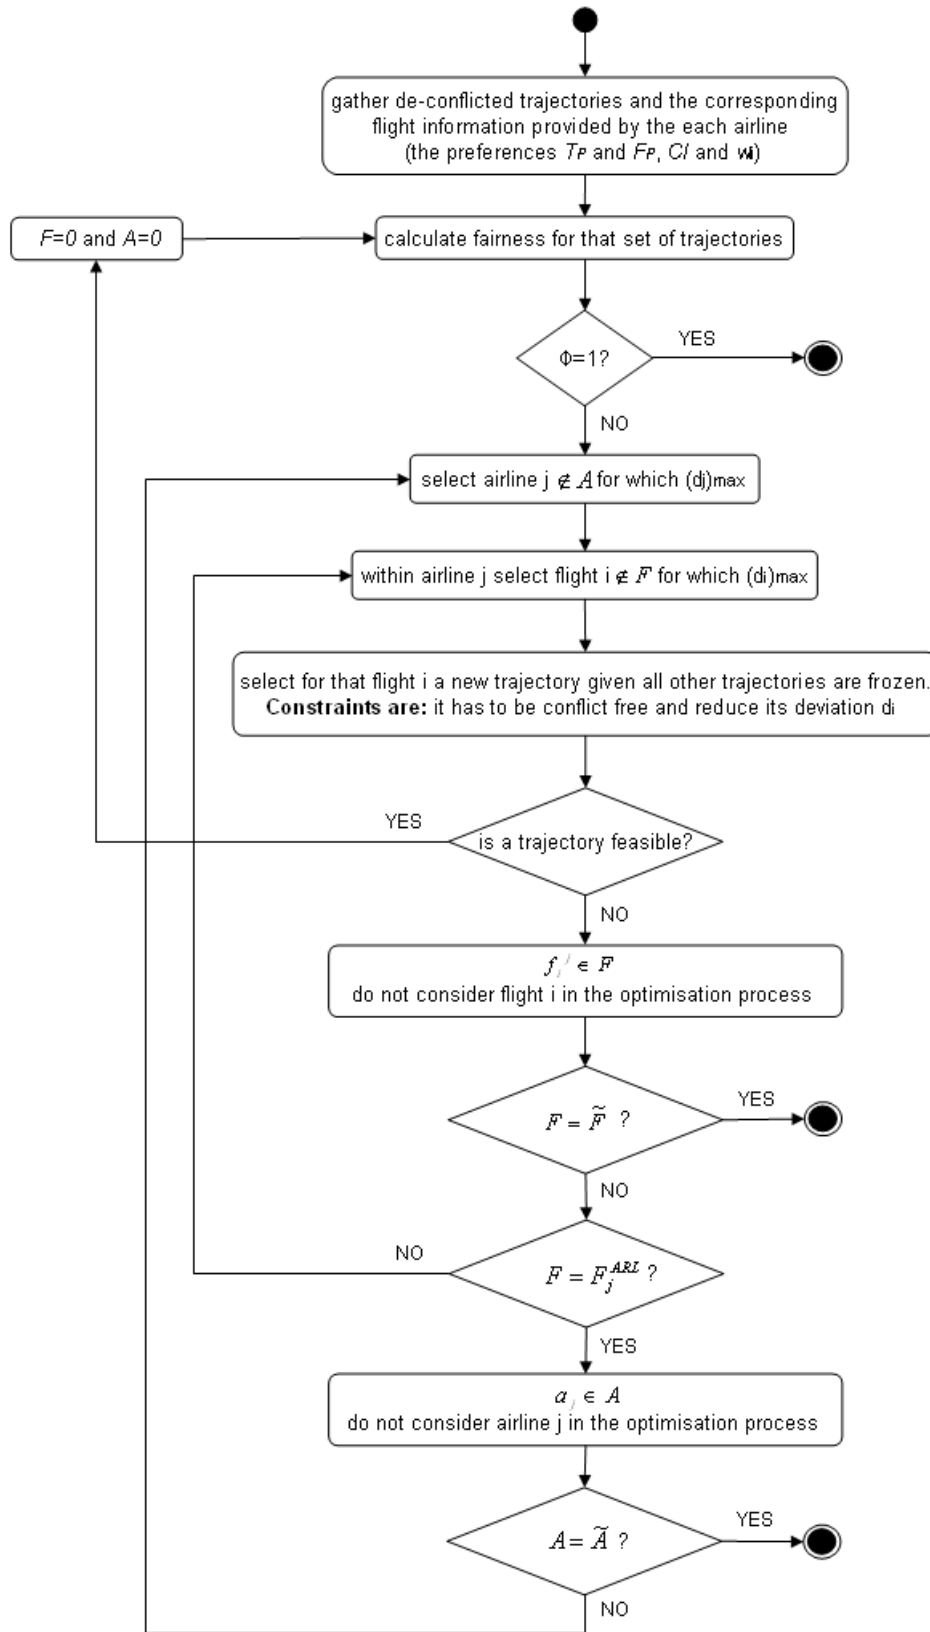 gather de-conflicted trajectories and the corresponding
flight information provided by the each airline
(the preferences TP and FP, CI and wi)
F=0 and A=0
calculate fairness for that set of trajectories
Φ=1?
YES
NO
select airline j ∉ A for which (dj)max
within airline j select flight i ∉ F for which (di)max
select for that flight i a new trajectory given all other trajectories are frozen.
Constraints are: it has to be conflict free and reduce its deviation di
YES
is a trajectory feasible?
NO
f_i^j ∈ F
do not consider flight i in the optimisation process
YES
F = F̃ ?
NO
NO
F = F_j^ARL ?
YES
a_j ∈ A
do not consider airline j in the optimisation process
YES
A = Ã ?
NO